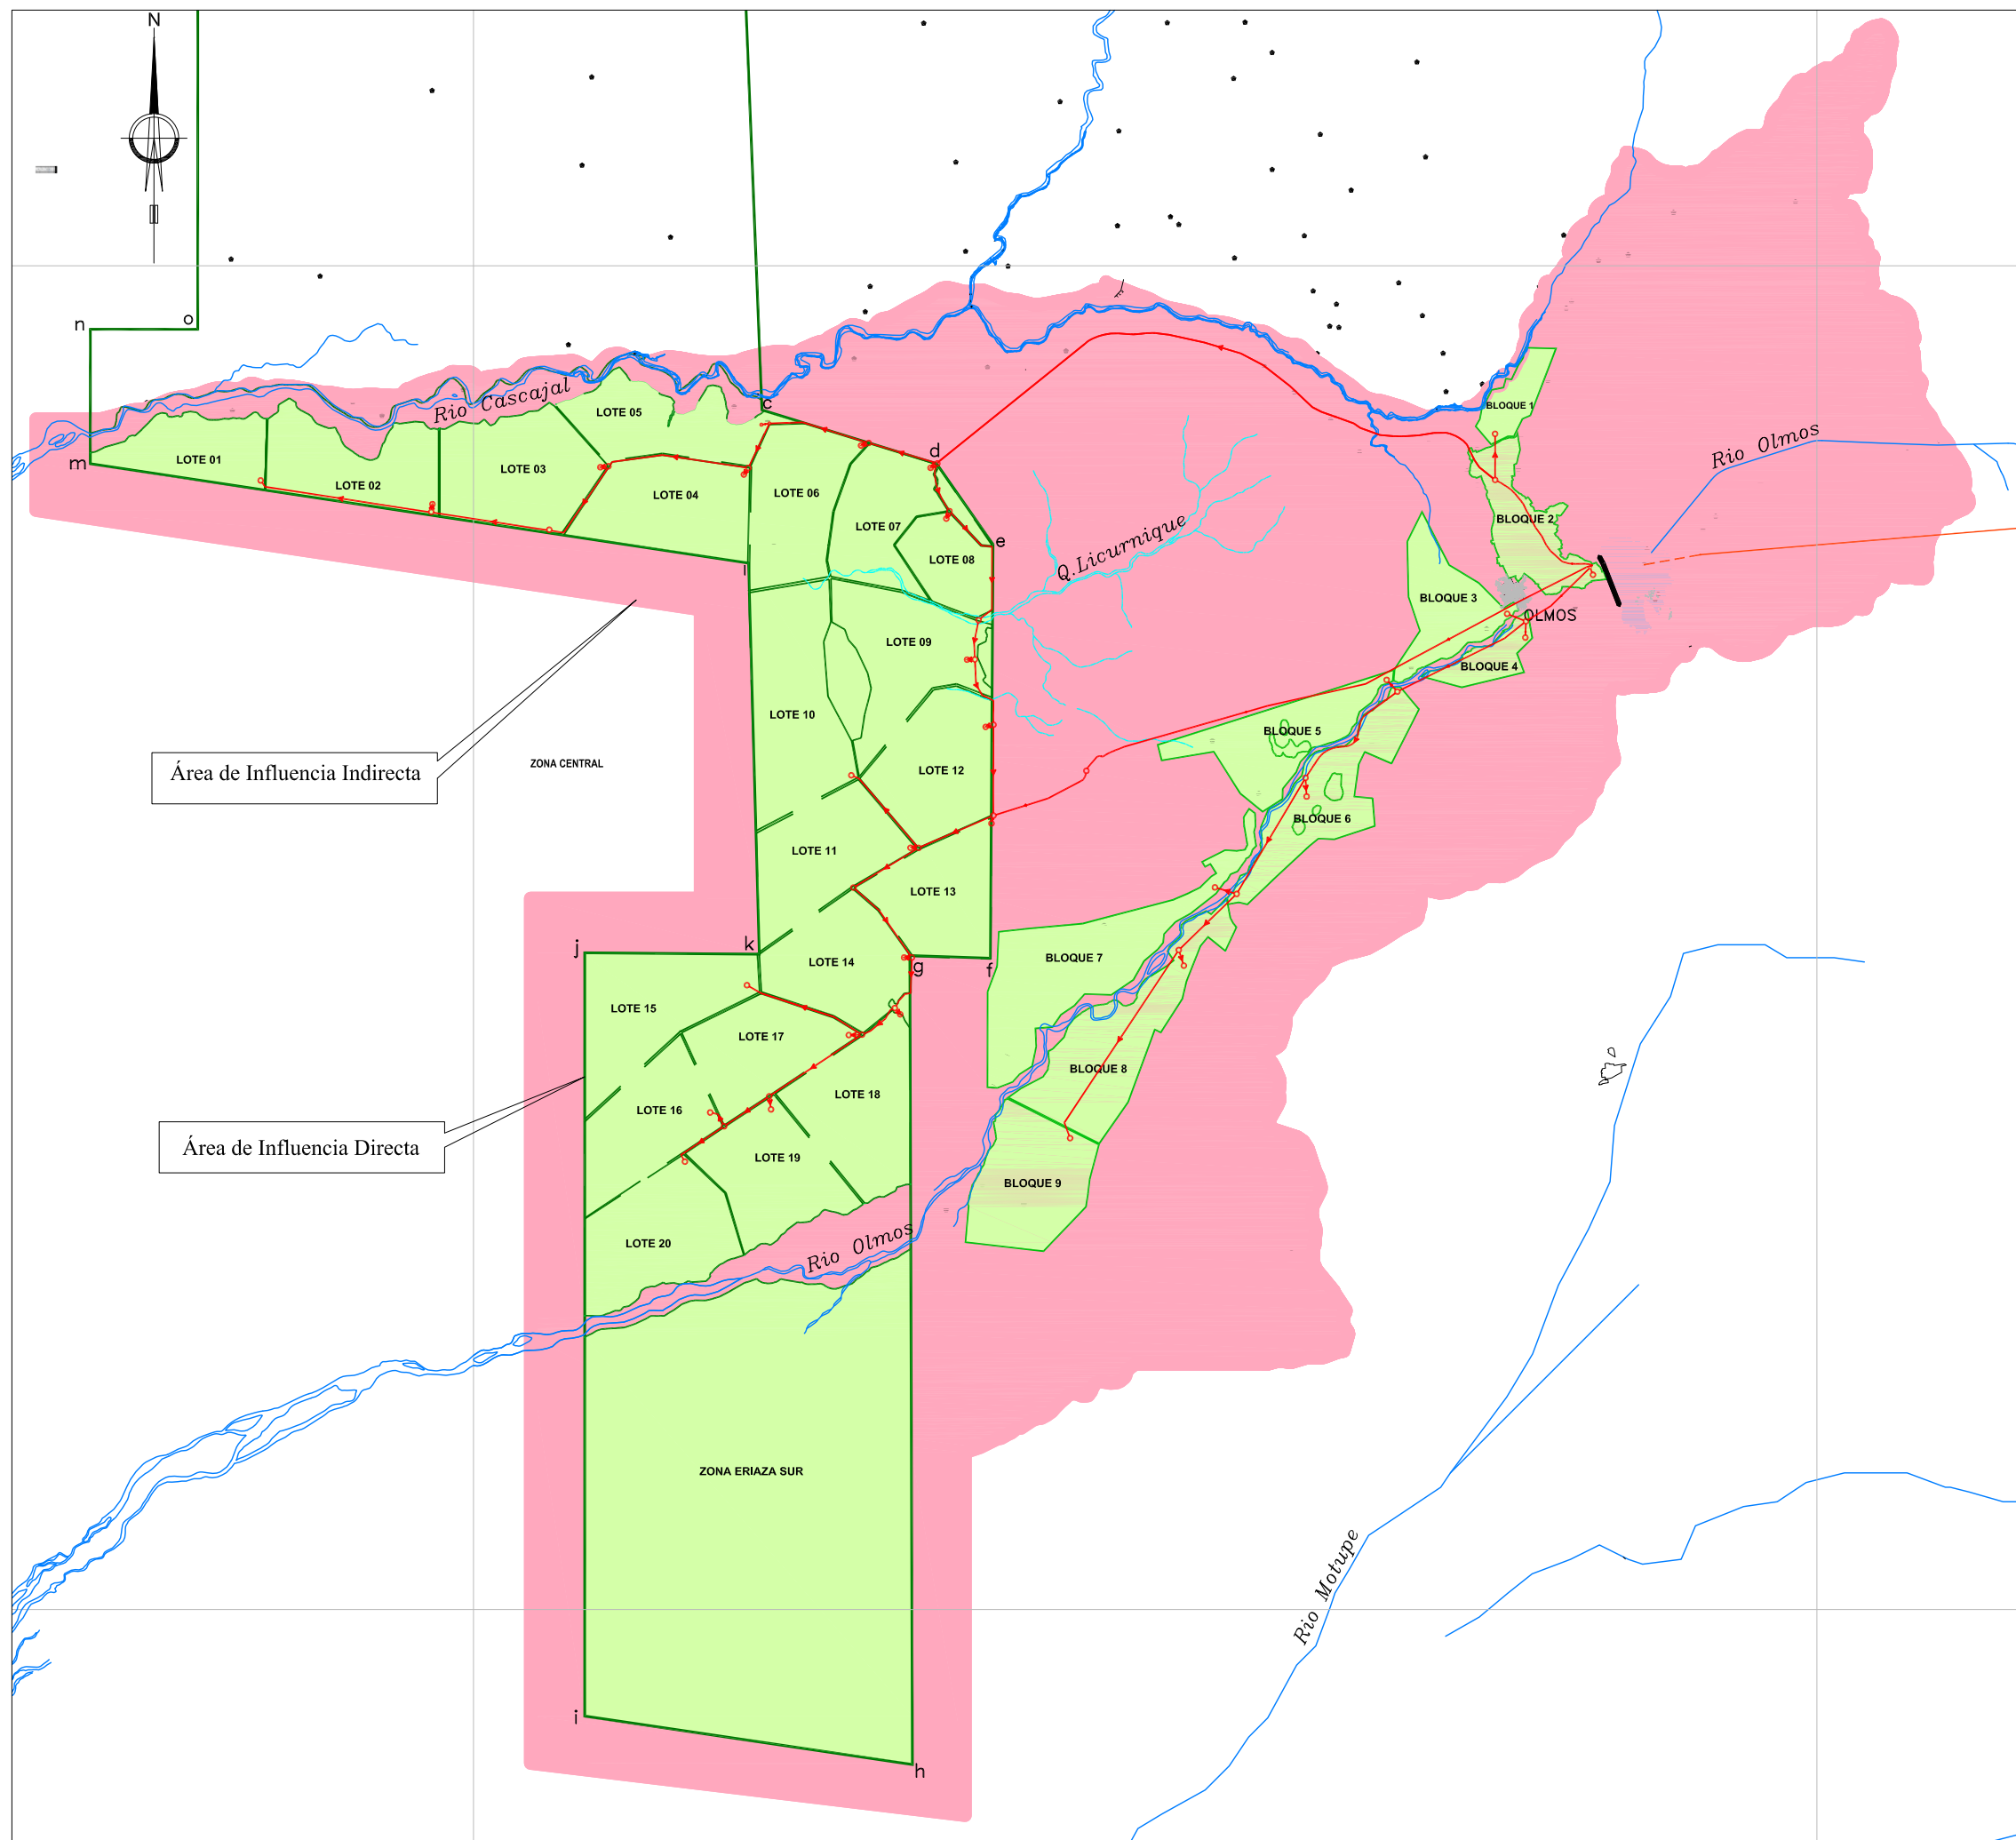 N
n
o
m
c
d
e
Rio Cascajal
LOTE 05
LOTE 01
LOTE 02
LOTE 03
LOTE 04
LOTE 06
LOTE 07
LOTE 08
l
Q.Licurnique
BLOQUE 1
BLOQUE 2
Rio Olmos
BLOQUE 3
OLMOS
BLOQUE 4
LOTE 09
LOTE 10
BLOQUE 5
Área de Influencia Indirecta
ZONA CENTRAL
LOTE 12
BLOQUE 6
LOTE 11
LOTE 13
j
k
LOTE 14
g
f
BLOQUE 7
LOTE 15
LOTE 17
BLOQUE 8
LOTE 16
LOTE 18
Área de Influencia Directa
LOTE 19
BLOQUE 9
LOTE 20
Rio Olmos
ZONA ERIAZA SUR
Rio Motupe
i
h